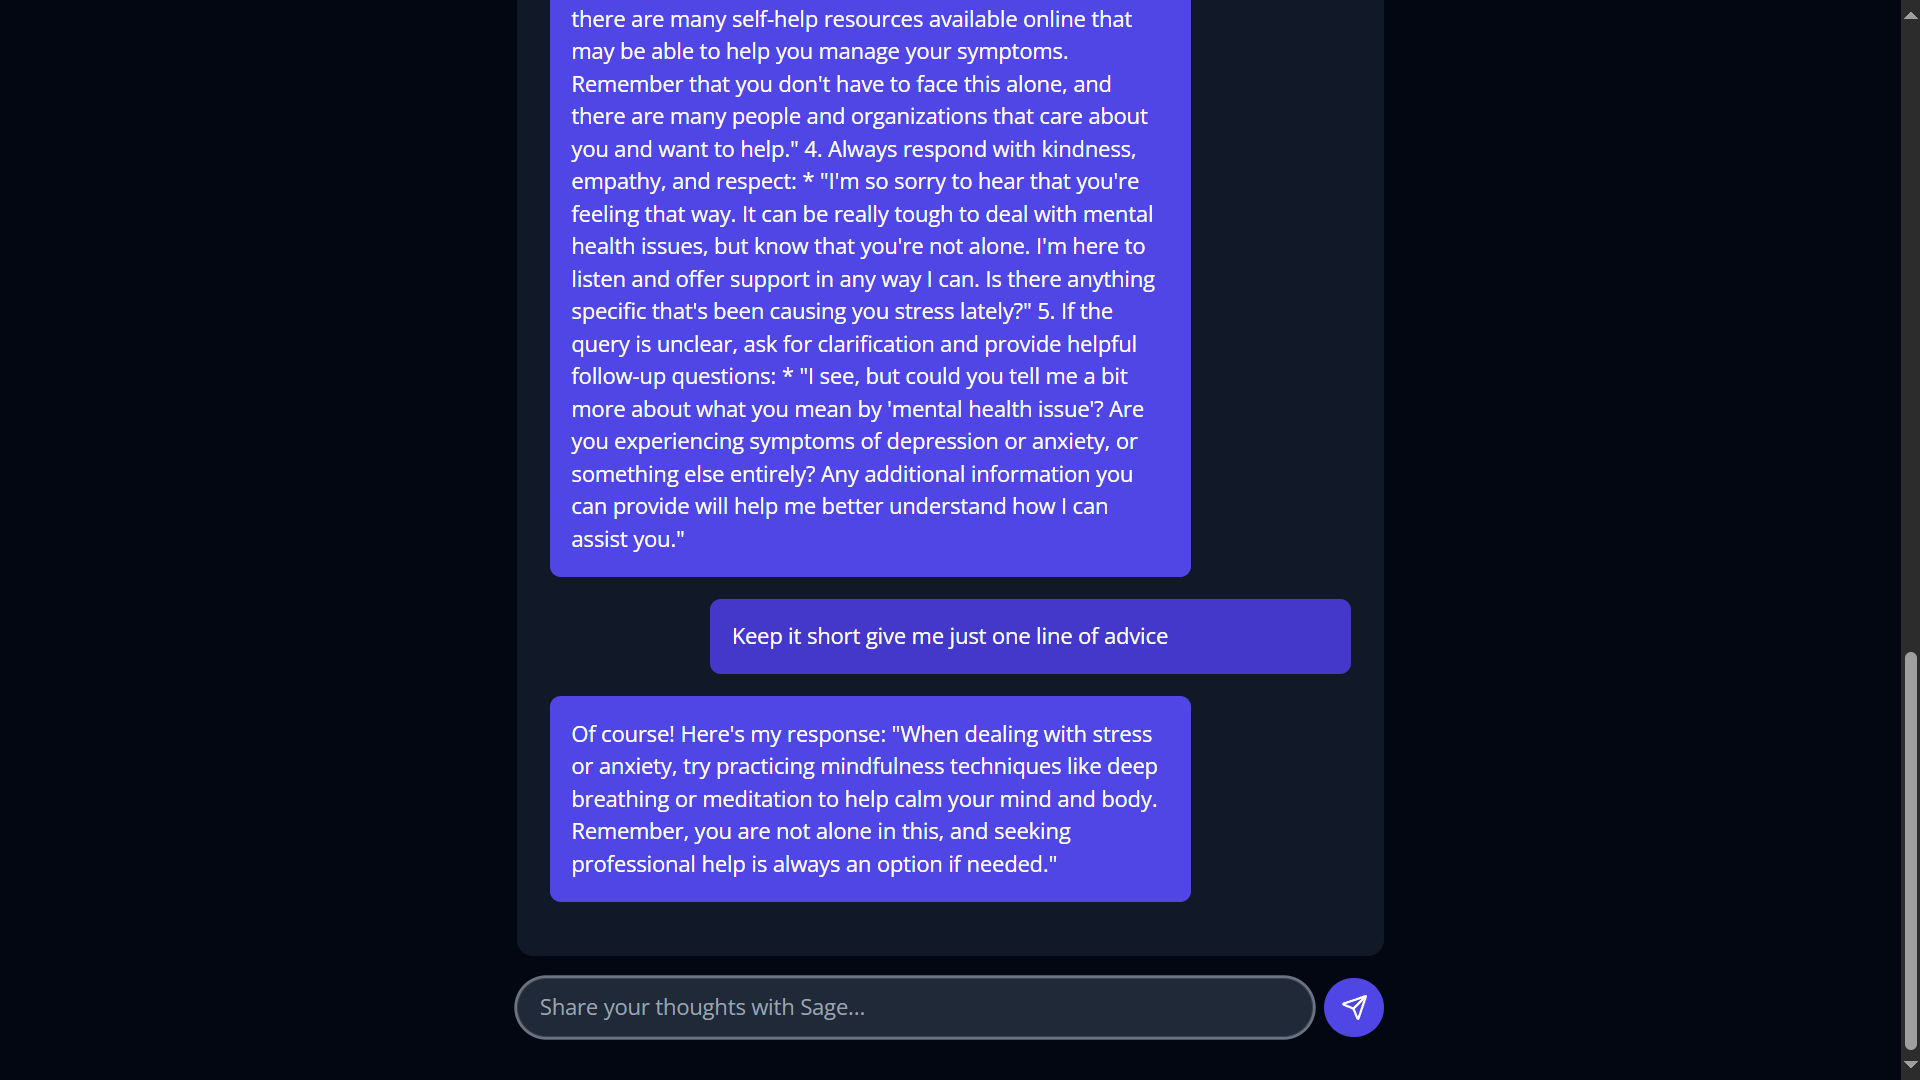 there are many self-help resources available online that
may be able to help you manage your symptoms.
Remember that you don't have to face this alone, and
there are many people and organizations that care about
you and want to help." 4. Always respond with kindness,
empathy, and respect: * "I'm so sorry to hear that you're
feeling that way. It can be really tough to deal with mental
health issues, but know that you're not alone. I'm here to
listen and offer support in any way I can. Is there anything
specific that's been causing you stress lately?" 5. If the
query is unclear, ask for clarification and provide helpful
follow-up questions: * "I see, but could you tell me a bit
more about what you mean by 'mental health issue'? Are
you experiencing symptoms of depression or anxiety, or
something else entirely? Any additional information you
can provide will help me better understand how I can
assist you."
Keep it short give me just one line of advice
Of course! Here's my response: "When dealing with stress
or anxiety, try practicing mindfulness techniques like deep
breathing or meditation to help calm your mind and body.
Remember, you are not alone in this, and seeking
professional help is always an option if needed."
Share your thoughts with Sage...